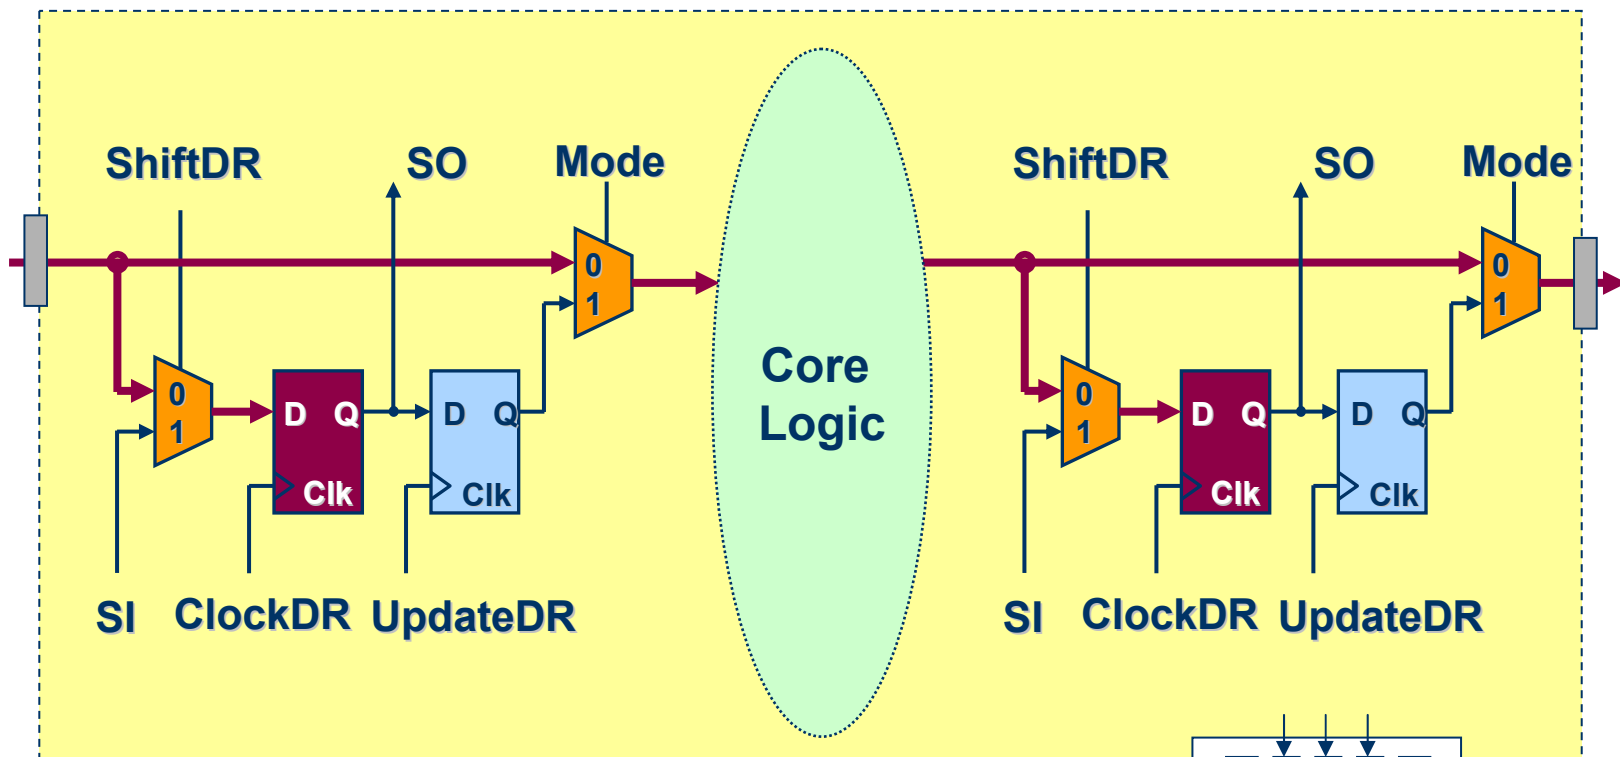 ShiftDR SO Mode ShiftDR SO Mode
0 0
1 1
Core
Logic
0 0
1 D Q D Q 1 D Q D Q
Clk Clk Clk Clk
SI ClockDR UpdateDR SI ClockDR UpdateDR